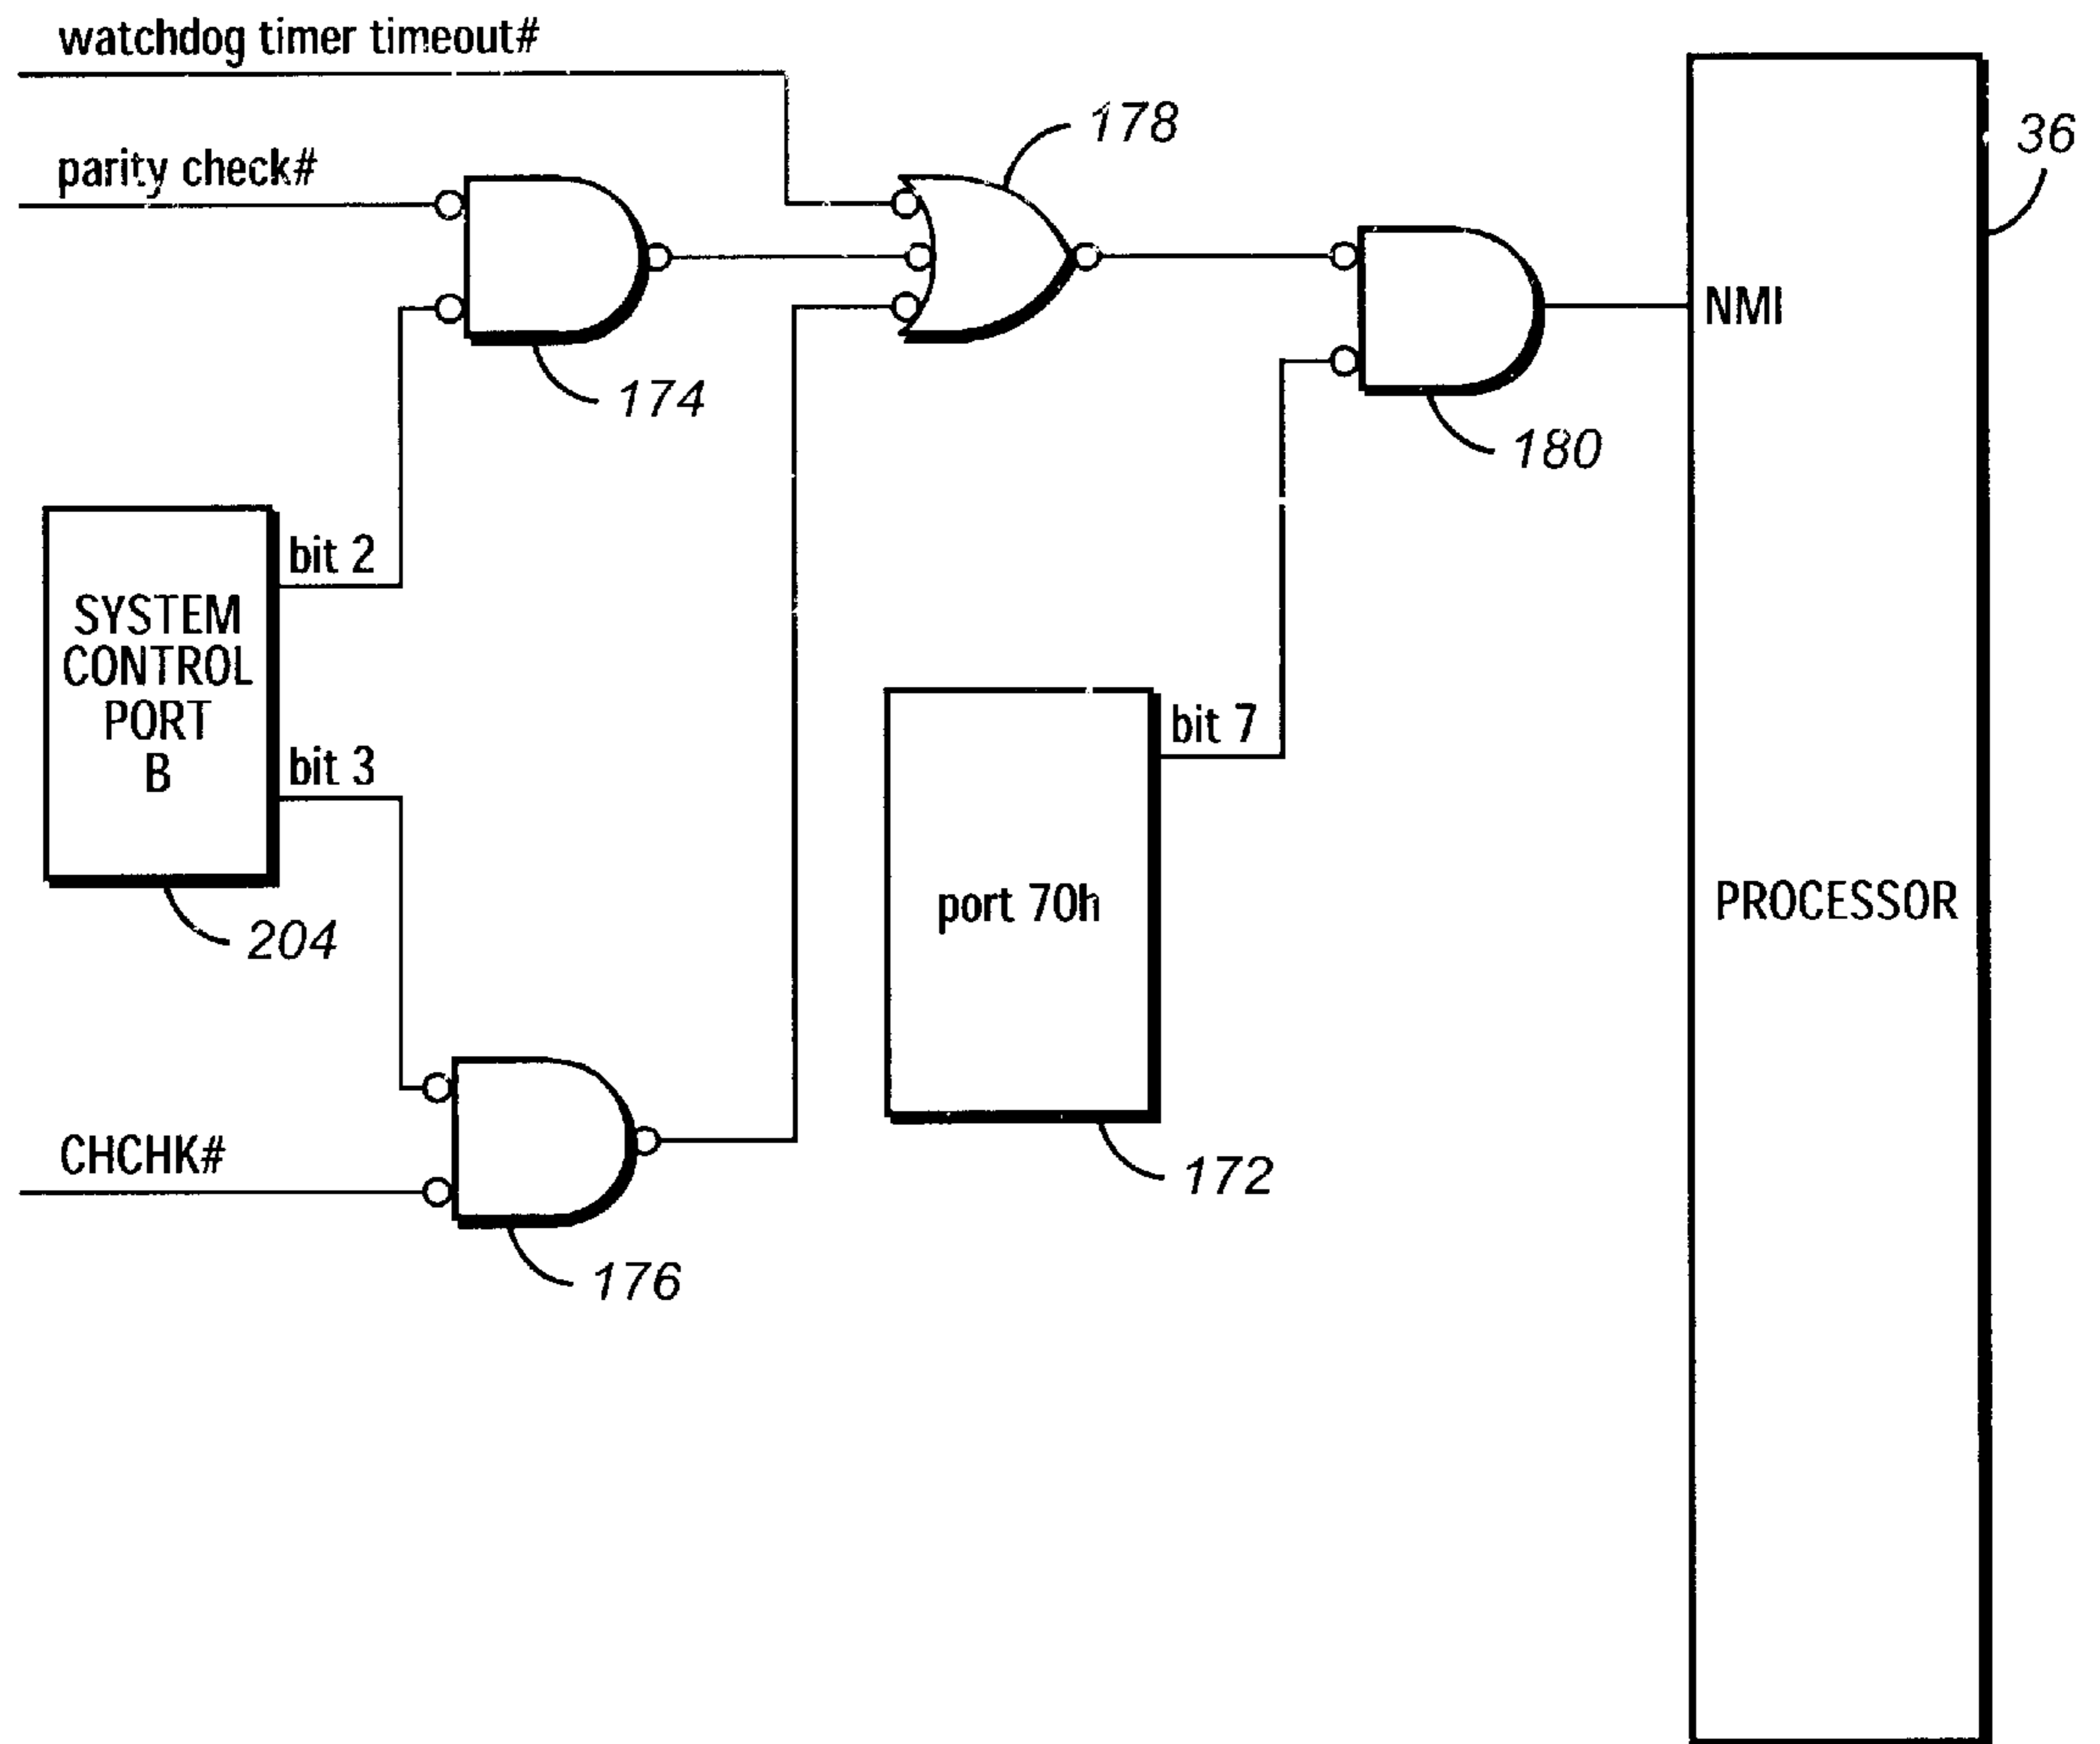 watchdog timer timeout#
178
36
parity check#
NMI
174
180
bit 2
SYSTEM
CONTROL
PORT
B
bit 3
bit 7
port 70h
PROCESSOR
204
CHCHK#
172
176